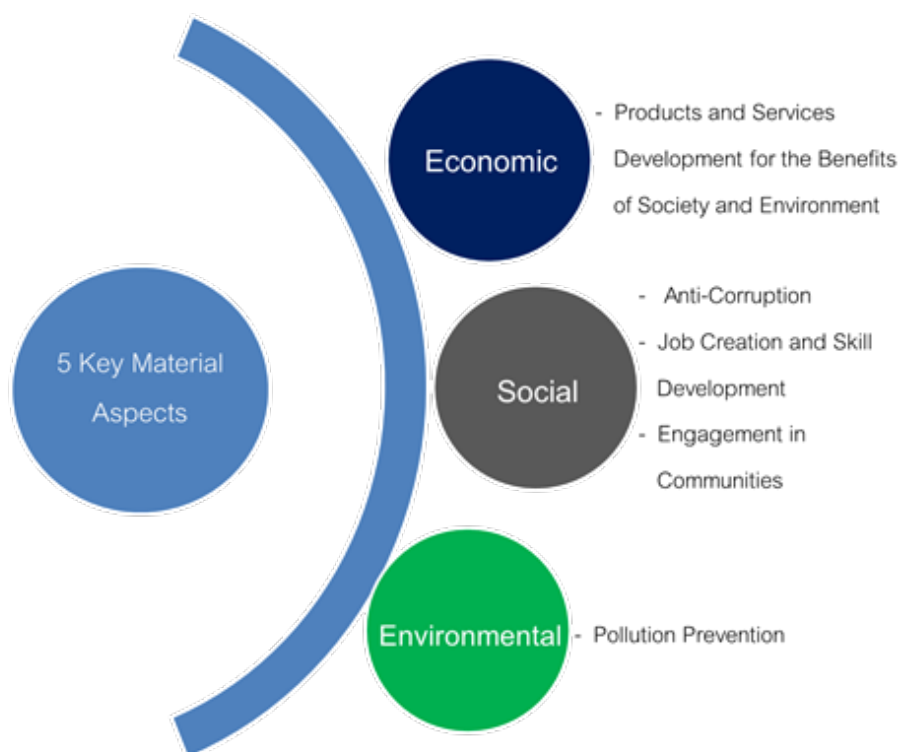 5 Key Material
Aspects
Economic
- Products and Services
Development for the Benefits
of Society and Environment
Social
- Anti-Corruption
- Job Creation and Skill
Development
- Engagement in
Communities
Environmental
- Pollution Prevention